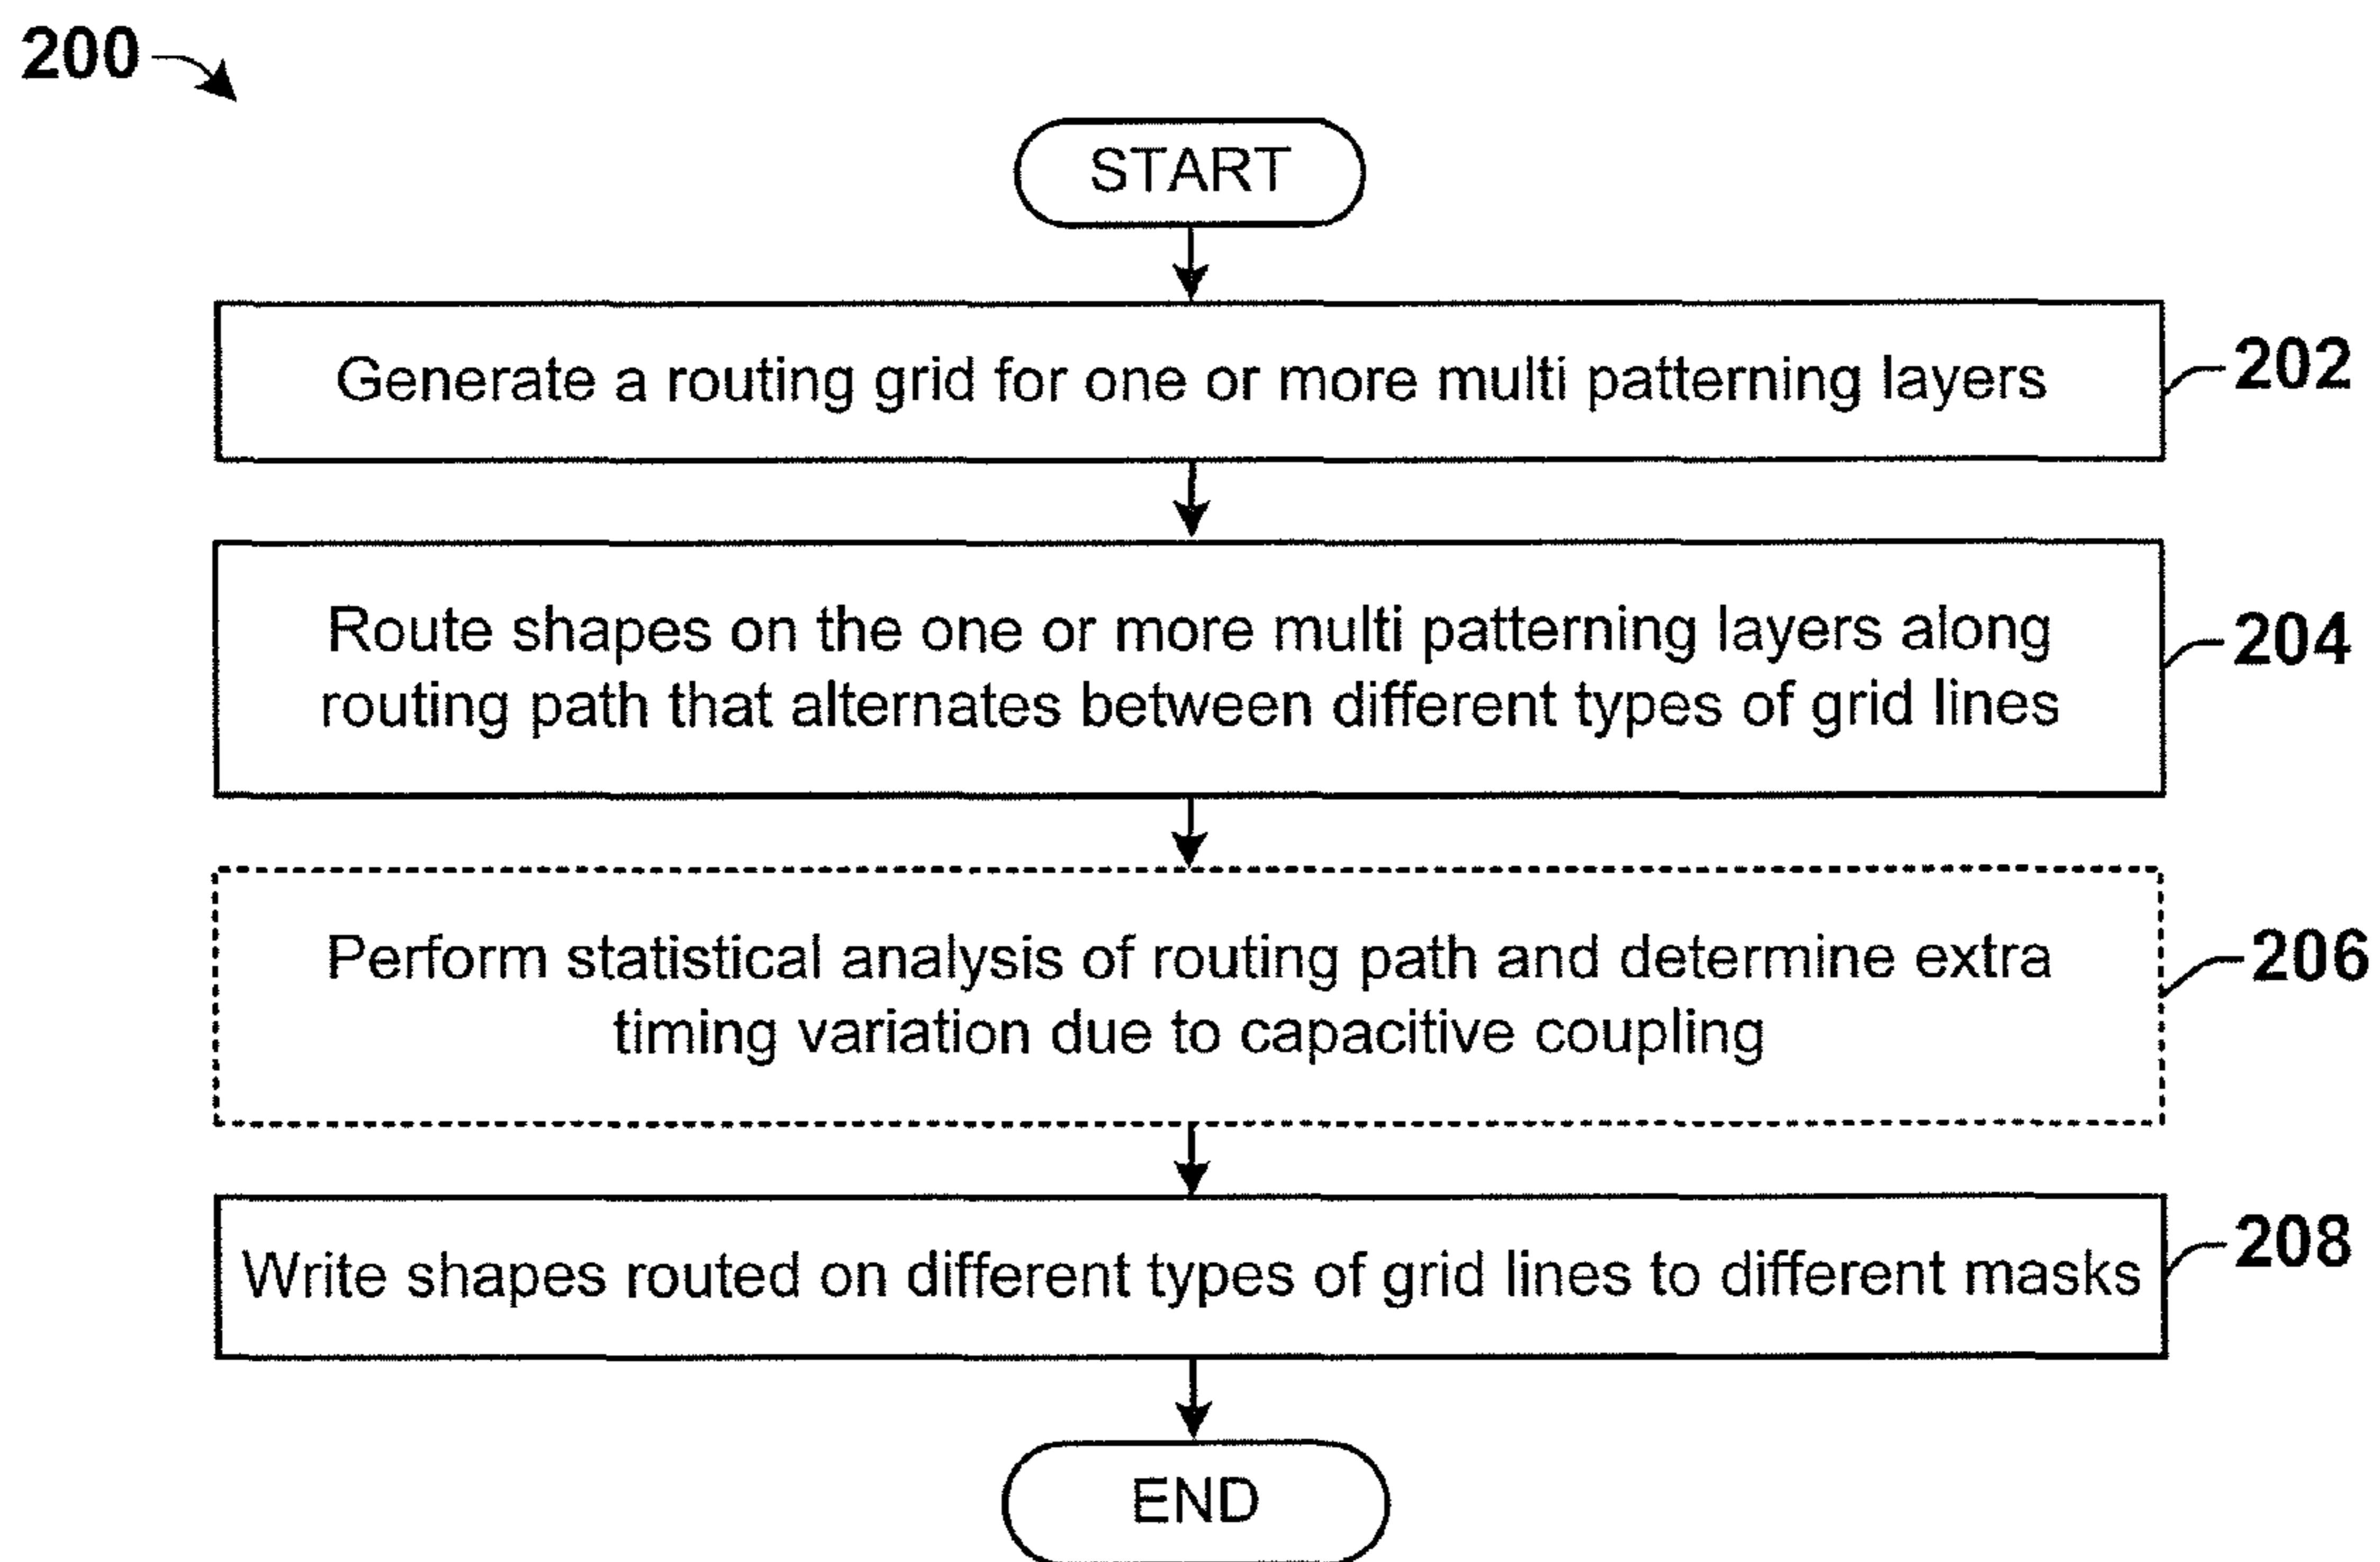 200
START
Generate a routing grid for one or more multi patterning layers
202
Route shapes on the one or more multi patterning layers along
routing path that alternates between different types of grid lines
204
Perform statistical analysis of routing path and determine extra
timing variation due to capacitive coupling
206
Write shapes routed on different types of grid lines to different masks
208
END